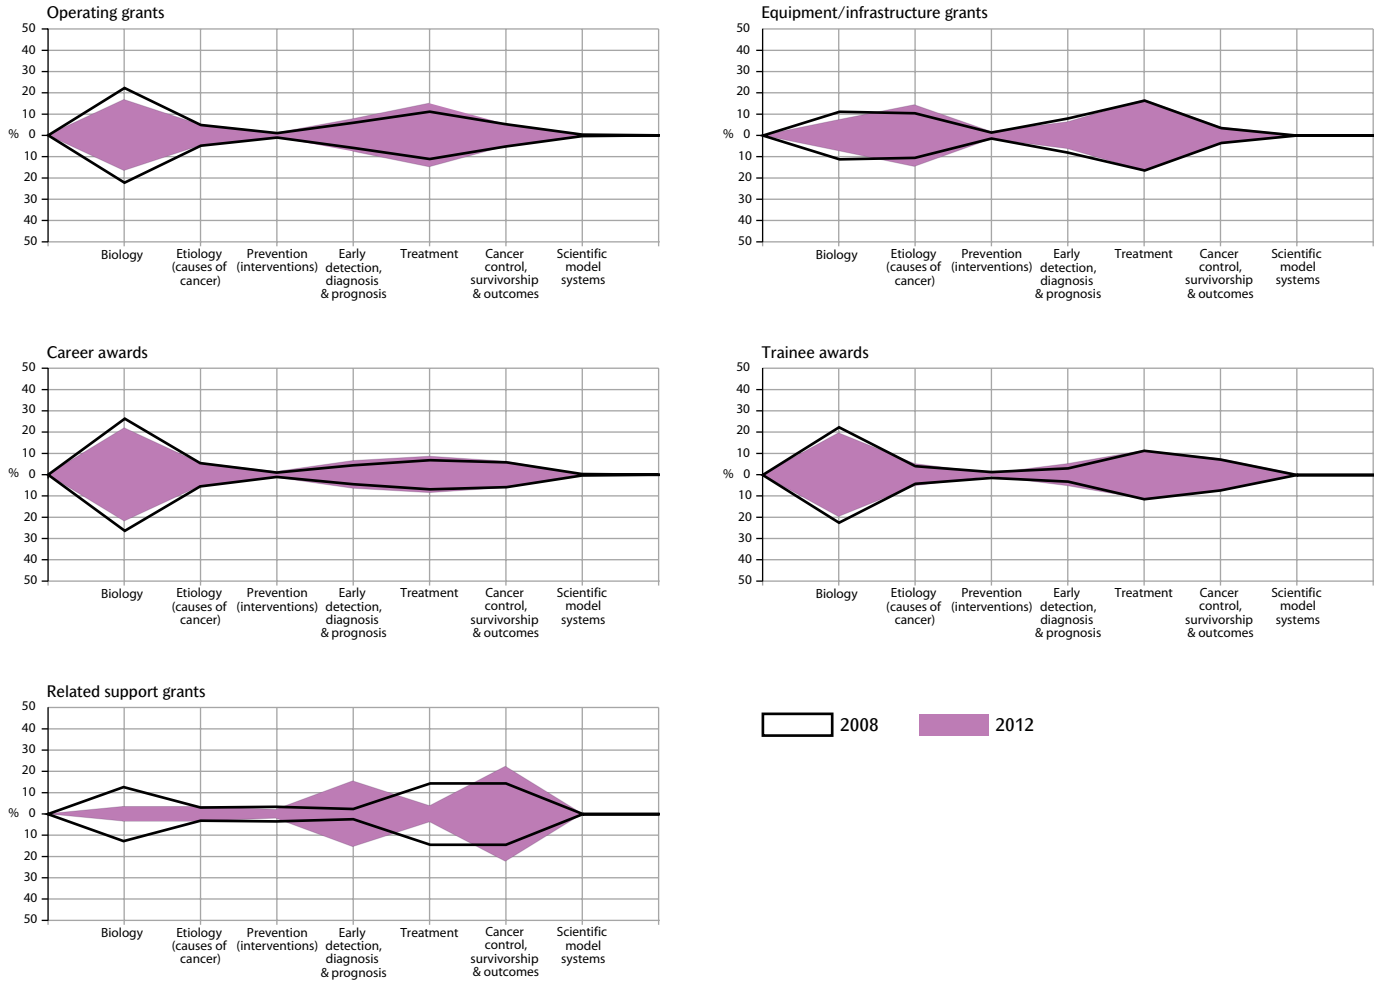 Operating grants
50
40
30
20
10
% 0
10
20
30
40
50
Biology
Etiology
(causes of
cancer)
Prevention
(interventions)
Early
detection,
diagnosis
& prognosis
Treatment
Cancer
control,
survivorship
& outcomes
Scientific
model
systems
Equipment/infrastructure grants
50
40
30
20
10
% 0
10
20
30
40
50
Biology
Etiology
(causes of
cancer)
Prevention
(interventions)
Early
detection,
diagnosis
& prognosis
Treatment
Cancer
control,
survivorship
& outcomes
Scientific
model
systems
Career awards
50
40
30
20
10
% 0
10
20
30
40
50
Biology
Etiology
(causes of
cancer)
Prevention
(interventions)
Early
detection,
diagnosis
& prognosis
Treatment
Cancer
control,
survivorship
& outcomes
Scientific
model
systems
Trainee awards
50
40
30
20
10
% 0
10
20
30
40
50
Biology
Etiology
(causes of
cancer)
Prevention
(interventions)
Early
detection,
diagnosis
& prognosis
Treatment
Cancer
control,
survivorship
& outcomes
Scientific
model
systems
Related support grants
50
40
30
20
10
% 0
10
20
30
40
50
Biology
Etiology
(causes of
cancer)
Prevention
(interventions)
Early
detection,
diagnosis
& prognosis
Treatment
Cancer
control,
survivorship
& outcomes
Scientific
model
systems
2008
2012